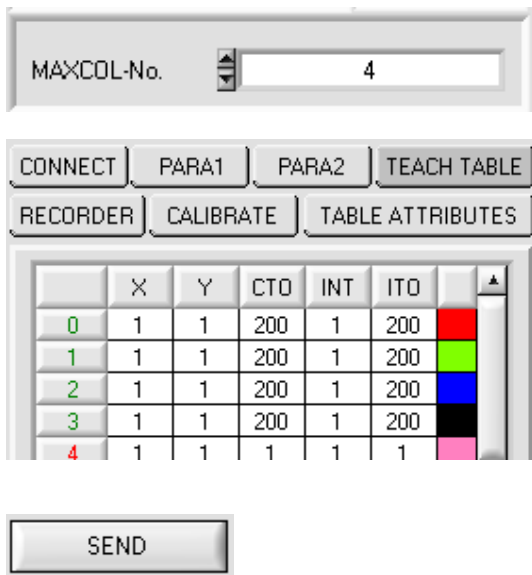 MAXCOL-No. 4
CONNECT PARA1 PARA2 TEACH TABLE
RECORDER CALIBRATE TABLE ATTRIBUTES
X Y CTO INT ITO
0 1 1 200 1 200
1 1 1 200 1 200
2 1 1 200 1 200
3 1 1 200 1 200
4 1 1 1 1 1
SEND